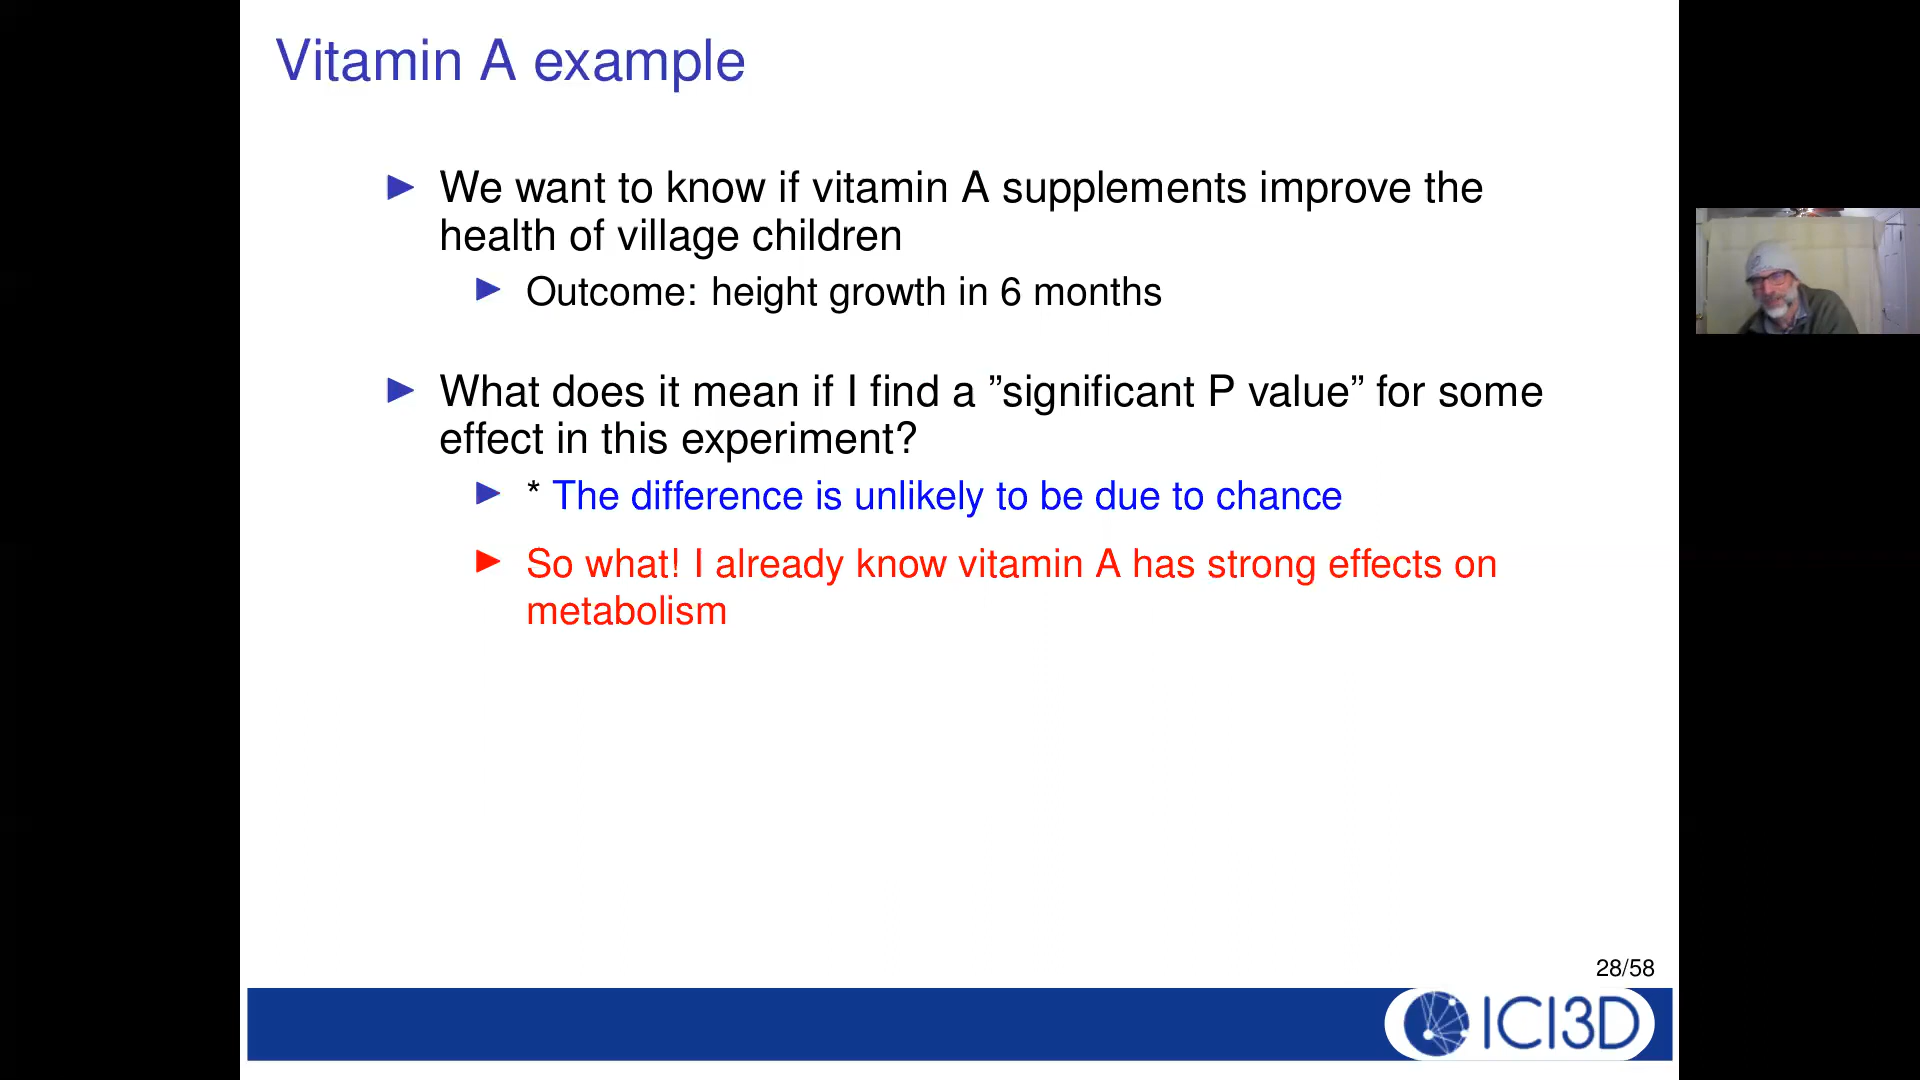 Vitamin A example
We want to know if vitamin A supplements improve the
health of village children
Outcome: height growth in 6 months
What does it mean if I find a ”significant P value” for some
effect in this experiment?
* The difference is unlikely to be due to chance
So what! I already know vitamin A has strong effects on
metabolism
28/58
ICI3D